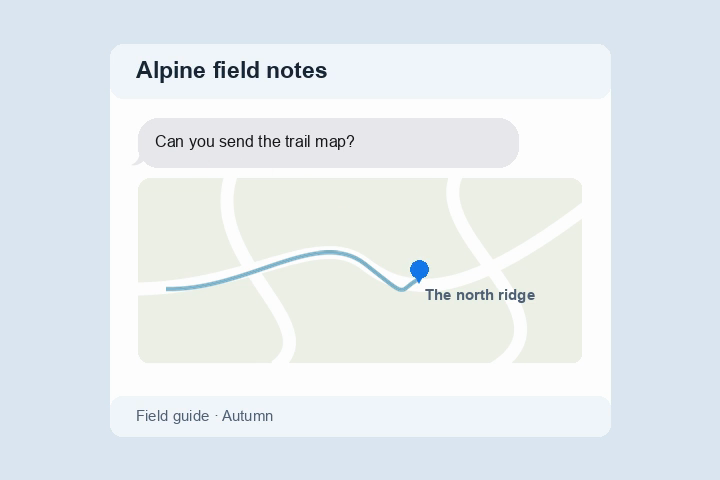 Alpine field notes
Can you send the trail map?
The north ridge
Field guide · Autumn